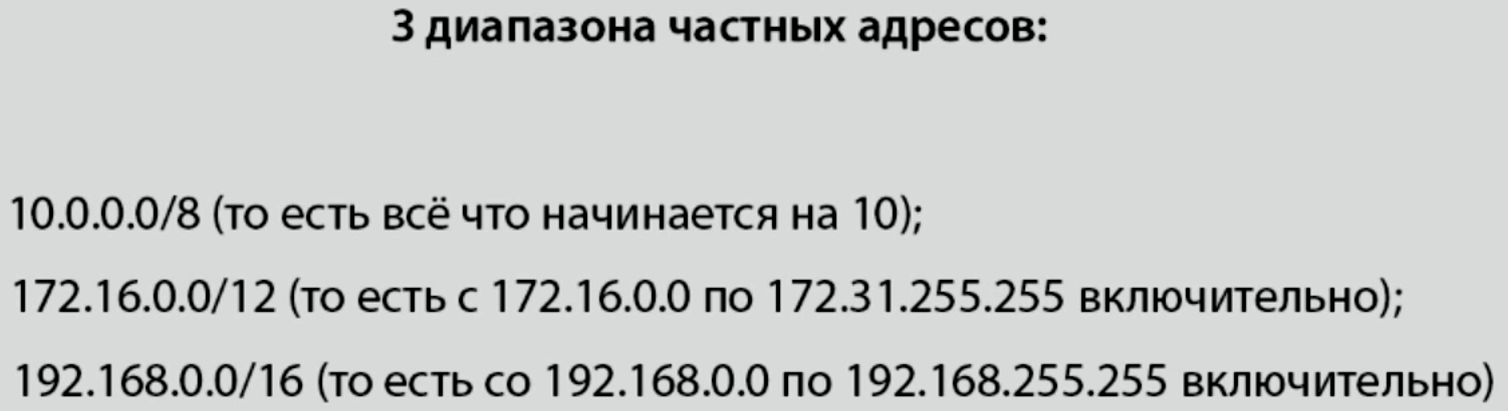 3 диапазона частных адресов:
10.0.0.0/8 (то есть всё что начинается на 10);
172.16.0.0/12 (то есть с 172.16.0.0 по 172.31.255.255 включительно);
192.168.0.0/16 (то есть со 192.168.0.0 по 192.168.255.255 включительно)